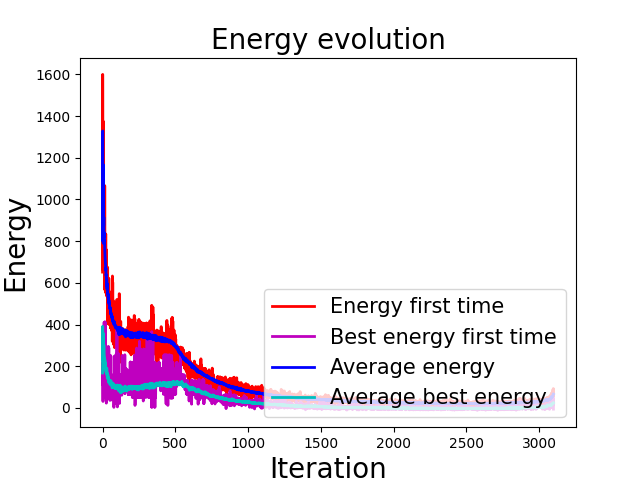 Energy evolution
Energy
1600
1400
1200
1000
800
600
400
200
0
Energy first time
Best energy first time
Average energy
Average best energy
0 500 1000 1500 2000 2500 3000
Iteration